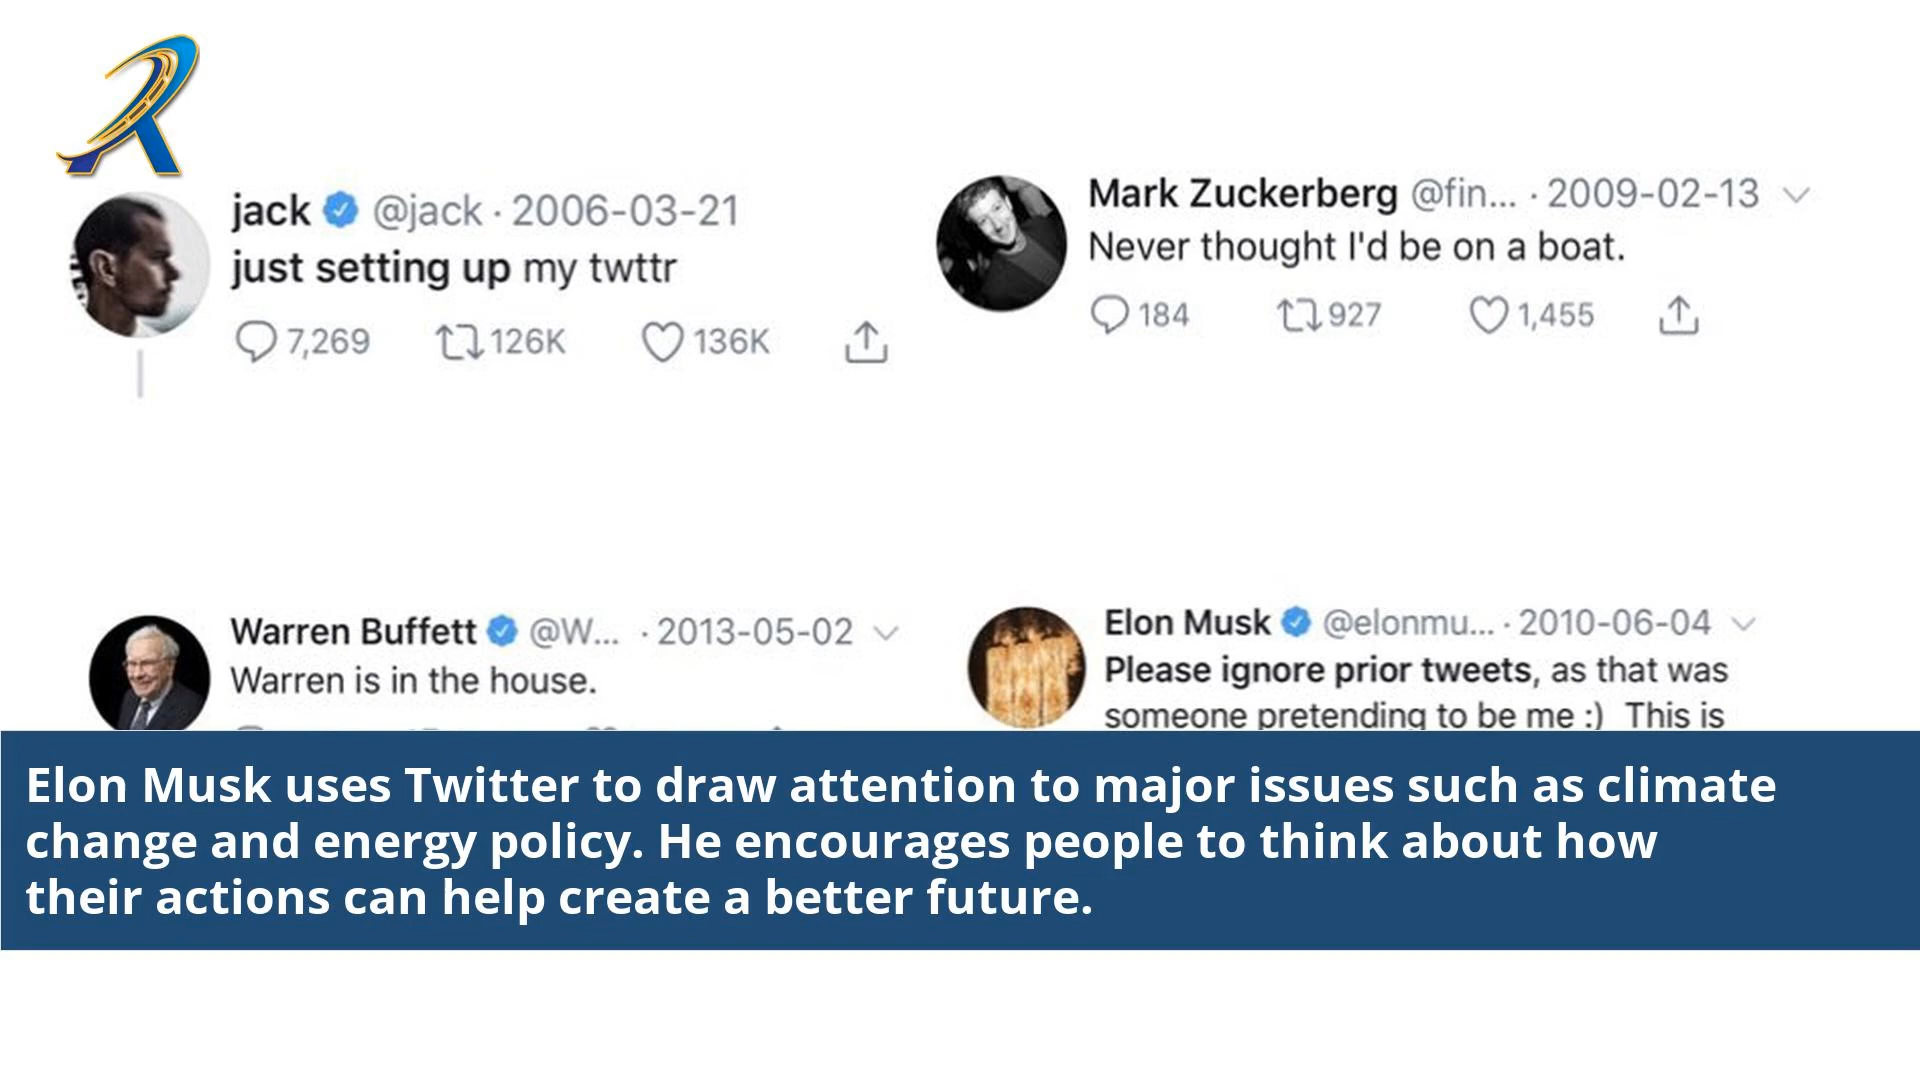 jack @jack · 2006-03-21
just setting up my twttr
7,269 126K 136K
Mark Zuckerberg @fin... · 2009-02-13
Never thought I'd be on a boat.
184 927 1,455
Warren Buffett @W... · 2013-05-02
Warren is in the house.
Elon Musk @elonmu... · 2010-06-04
Please ignore prior tweets, as that was
someone pretending to be me :) This is
Elon Musk uses Twitter to draw attention to major issues such as climate
change and energy policy. He encourages people to think about how
their actions can help create a better future.